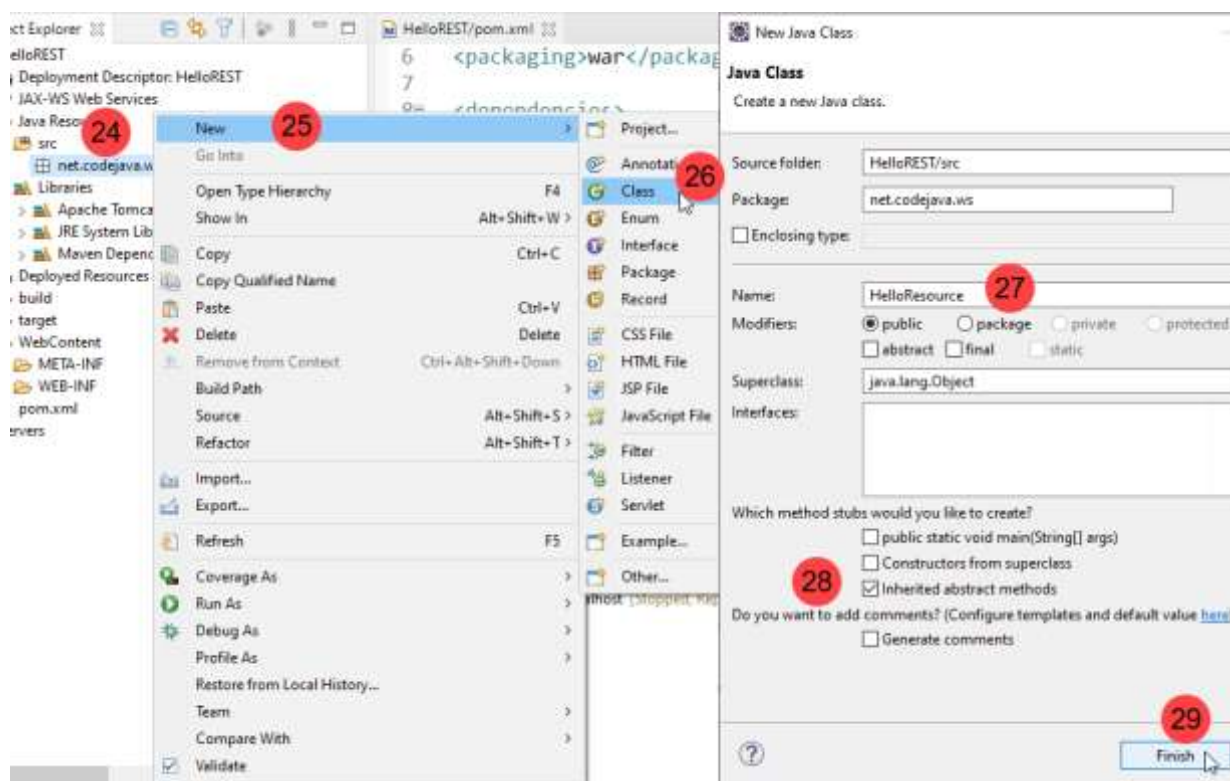 ct Explorer
HelloREST/pom.xml
elloREST
Deployment Descriptor: HelloREST
JAX-WS Web Services
Java Resou
24
src
net.codejava.w
Libraries
Apache Tomca
JRE System Lib
Maven Depend
Deployed Resources
build
target
WebContent
META-INF
WEB-INF
pom.xml
ervers
6 <packaging>war</packag
7
8 <dependencies>
New
25
Go Into
Open Type Hierarchy F4
Show In Alt+Shift+W >
Copy Ctrl+C
Copy Qualified Name
Paste Ctrl+V
Delete Delete
Remove from Context Ctrl+Alt+Shift+Down
Build Path >
Source Alt+Shift+S >
Refactor Alt+Shift+T >
Import...
Export...
Refresh F5
Coverage As >
Run As >
Debug As >
Profile As >
Restore from Local History...
Team >
Compare With >
Validate
Project...
Annotati
26
Class
Enum
Interface
Package
Record
CSS File
HTML File
JSP File
JavaScript File
Filter
Listener
Servlet
Example...
Other...
New Java Class
Java Class
Create a new Java class.
Source folder: HelloREST/src
Package: net.codejava.ws
Enclosing type:
Name: HelloResource
27
Modifiers: public package private protected
abstract final static
Superclass: java.lang.Object
Interfaces:
Which method stubs would you like to create?
public static void main(String[] args)
Constructors from superclass
28
Inherited abstract methods
Do you want to add comments? (Configure templates and default value here
Generate comments
29
Finish